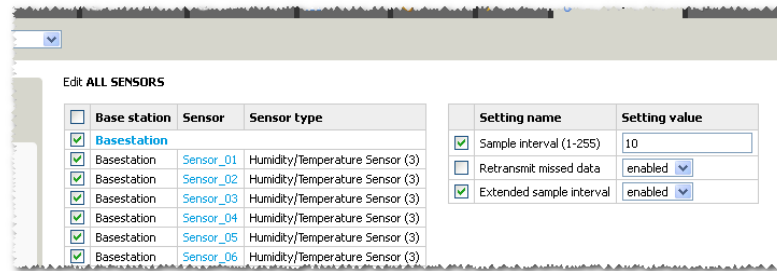 Edit ALL SENSORS
Base station Sensor Sensor type
Basestation
Basestation Sensor_01 Humidity/Temperature Sensor (3)
Basestation Sensor_02 Humidity/Temperature Sensor (3)
Basestation Sensor_03 Humidity/Temperature Sensor (3)
Basestation Sensor_04 Humidity/Temperature Sensor (3)
Basestation Sensor_05 Humidity/Temperature Sensor (3)
Basestation Sensor_06 Humidity/Temperature Sensor (3)
Setting name Setting value
Sample interval (1-255) 10
Retransmit missed data enabled
Extended sample interval enabled